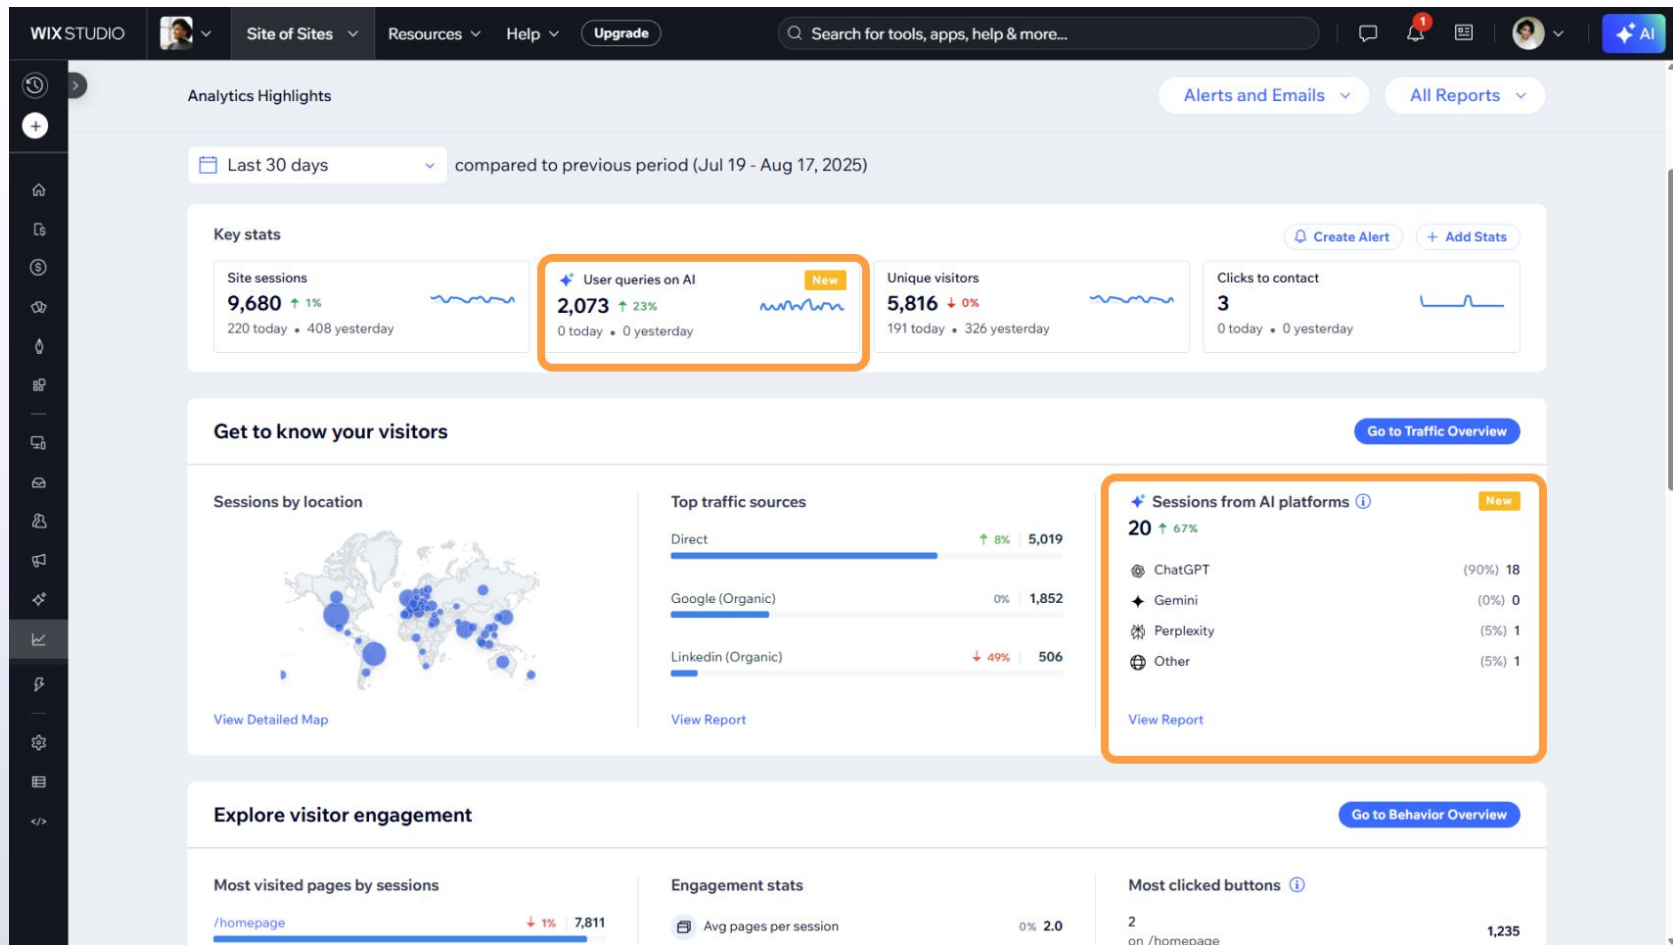 WIX STUDIO
Site of Sites
Resources
Help
Upgrade
Search for tools, apps, help & more...
1
AI
Analytics Highlights
Alerts and Emails
All Reports
Last 30 days
compared to previous period (Jul 19 - Aug 17, 2025)
Key stats
Create Alert
+ Add Stats
Site sessions
9,680 ↑ 1%
220 today • 408 yesterday
User queries on AI
New
2,073 ↑ 23%
0 today • 0 yesterday
Unique visitors
5,816 ↓ 0%
191 today • 326 yesterday
Clicks to contact
3
0 today • 0 yesterday
Get to know your visitors
Go to Traffic Overview
Sessions by location
View Detailed Map
Top traffic sources
Direct ↑ 8% 5,019
Google (Organic) 0% 1,852
Linkedin (Organic) ↓ 49% 506
View Report
Sessions from AI platforms
New
20 ↑ 67%
ChatGPT (90%) 18
Gemini (0%) 0
Perplexity (5%) 1
Other (5%) 1
View Report
Explore visitor engagement
Go to Behavior Overview
Most visited pages by sessions
/homepage ↓ 1% 7,811
Engagement stats
Avg pages per session 0% 2.0
Most clicked buttons
2
on /homepage
1,235